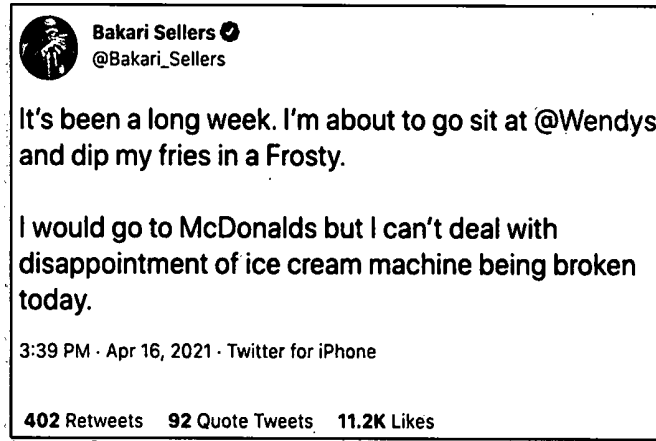 Bakari Sellers
@Bakari_Sellers
It's been a long week. I'm about to go sit at @Wendys
and dip my fries in a Frosty.
I would go to McDonalds but I can't deal with
disappointment of ice cream machine being broken
today.
3:39 PM · Apr 16, 2021 · Twitter for iPhone
402 Retweets 92 Quote Tweets 11.2K Likes